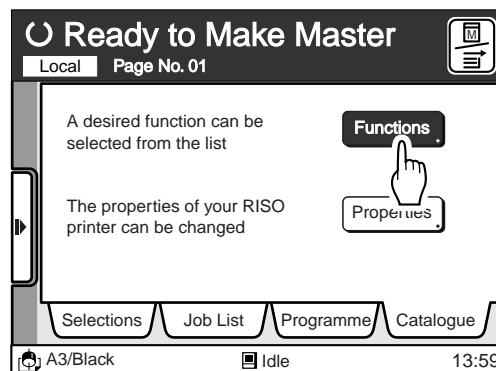 Ready to Make Master
Local Page No. 01
M
A desired function can be
selected from the list
Functions
The properties of your RISO
printer can be changed
Properties
Selections Job List Programme Catalogue
A3/Black Idle 13:59